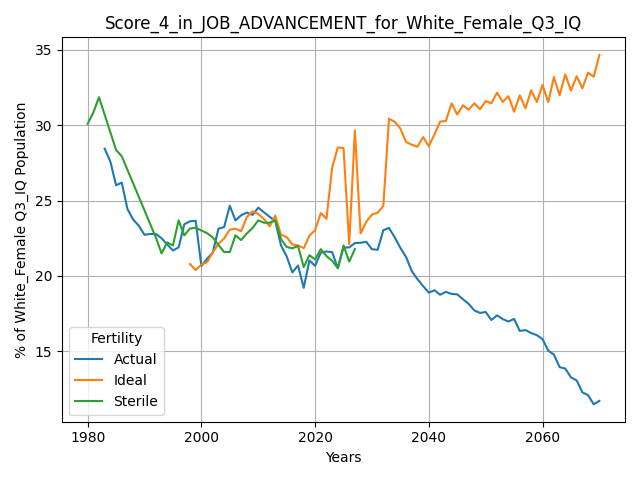 Score_4_in_JOB_ADVANCEMENT_for_White_Female_Q3_IQ
% of White_Female Q3_IQ Population
35
30
25
20
15
Fertility
Actual
Ideal
Sterile
1980
2000
2020
2040
2060
Years